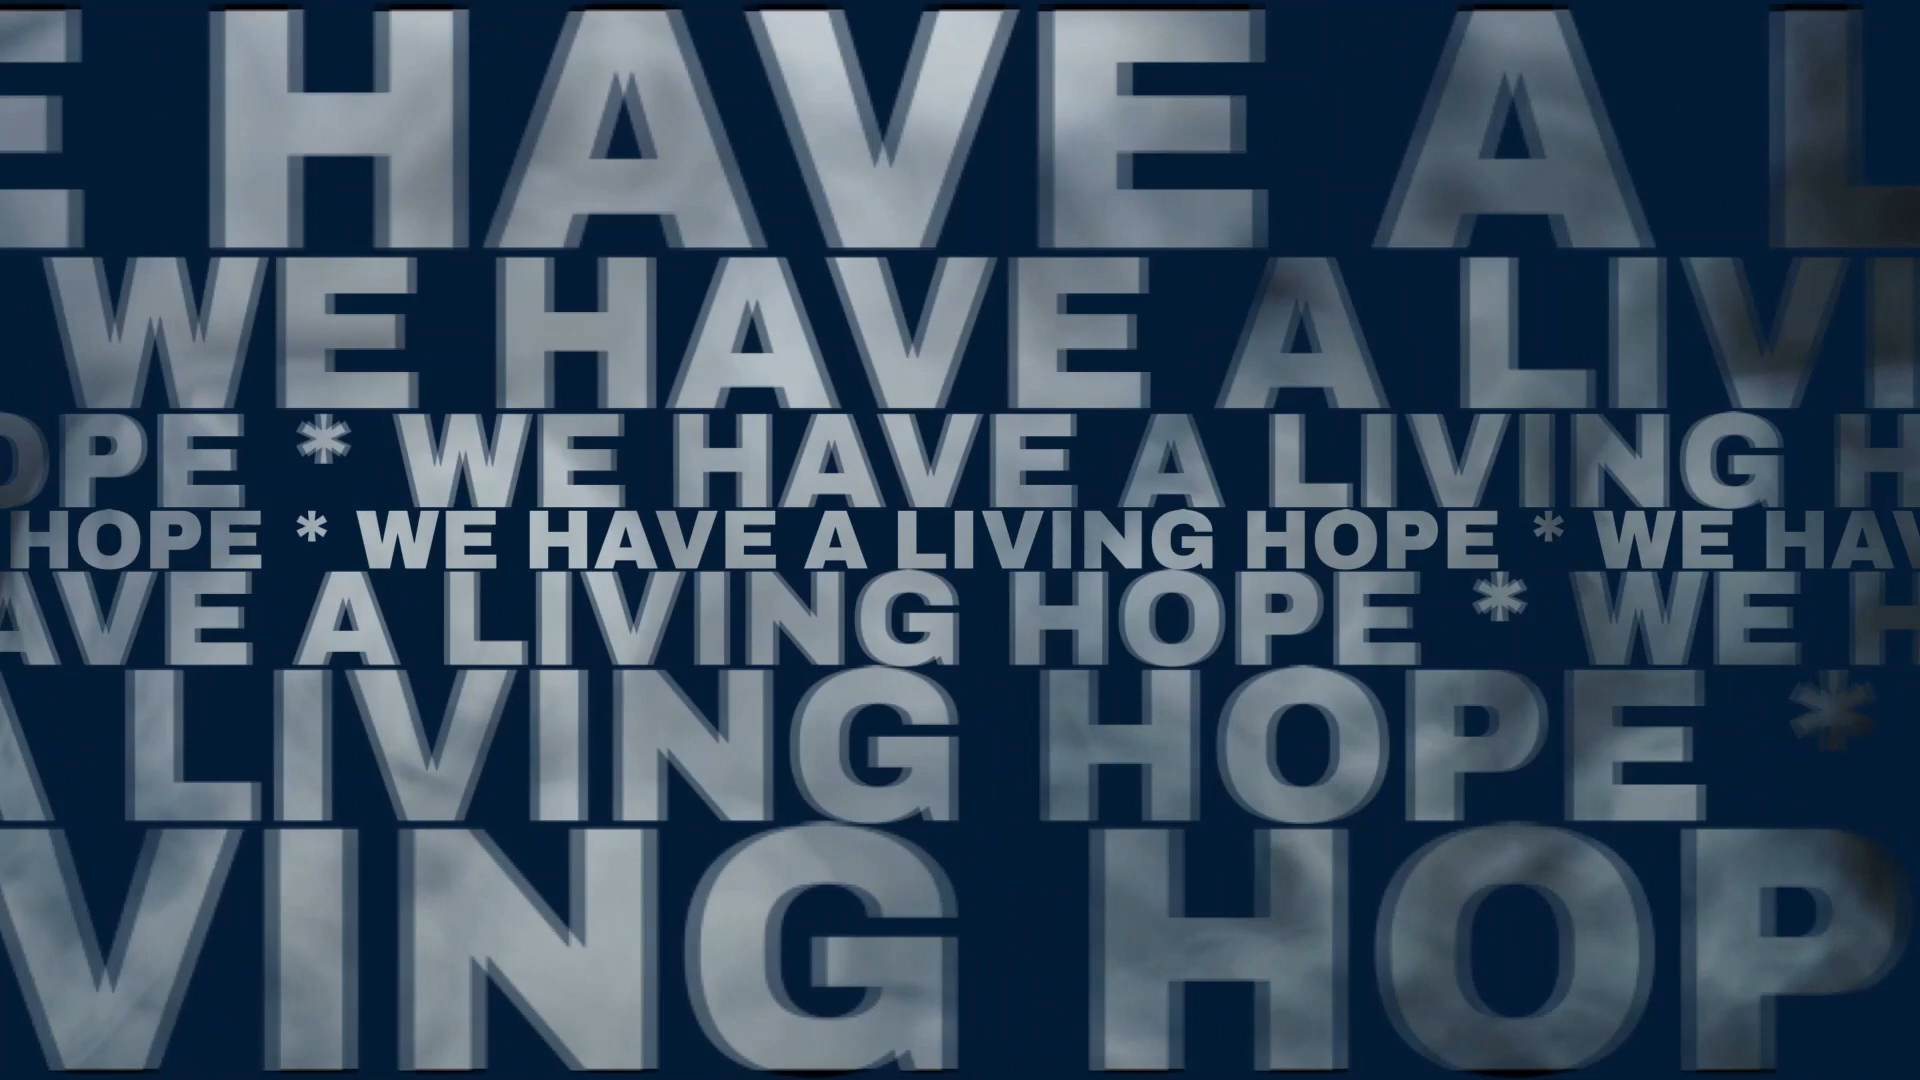 E HAVE A L
WE HAVE A LIVI
OPE * WE HAVE A LIVING H
HOPE * WE HAVE A LIVING HOPE * WE HAV
AVE A LIVING HOPE * WE H
A LIVING HOPE *
VING HOP